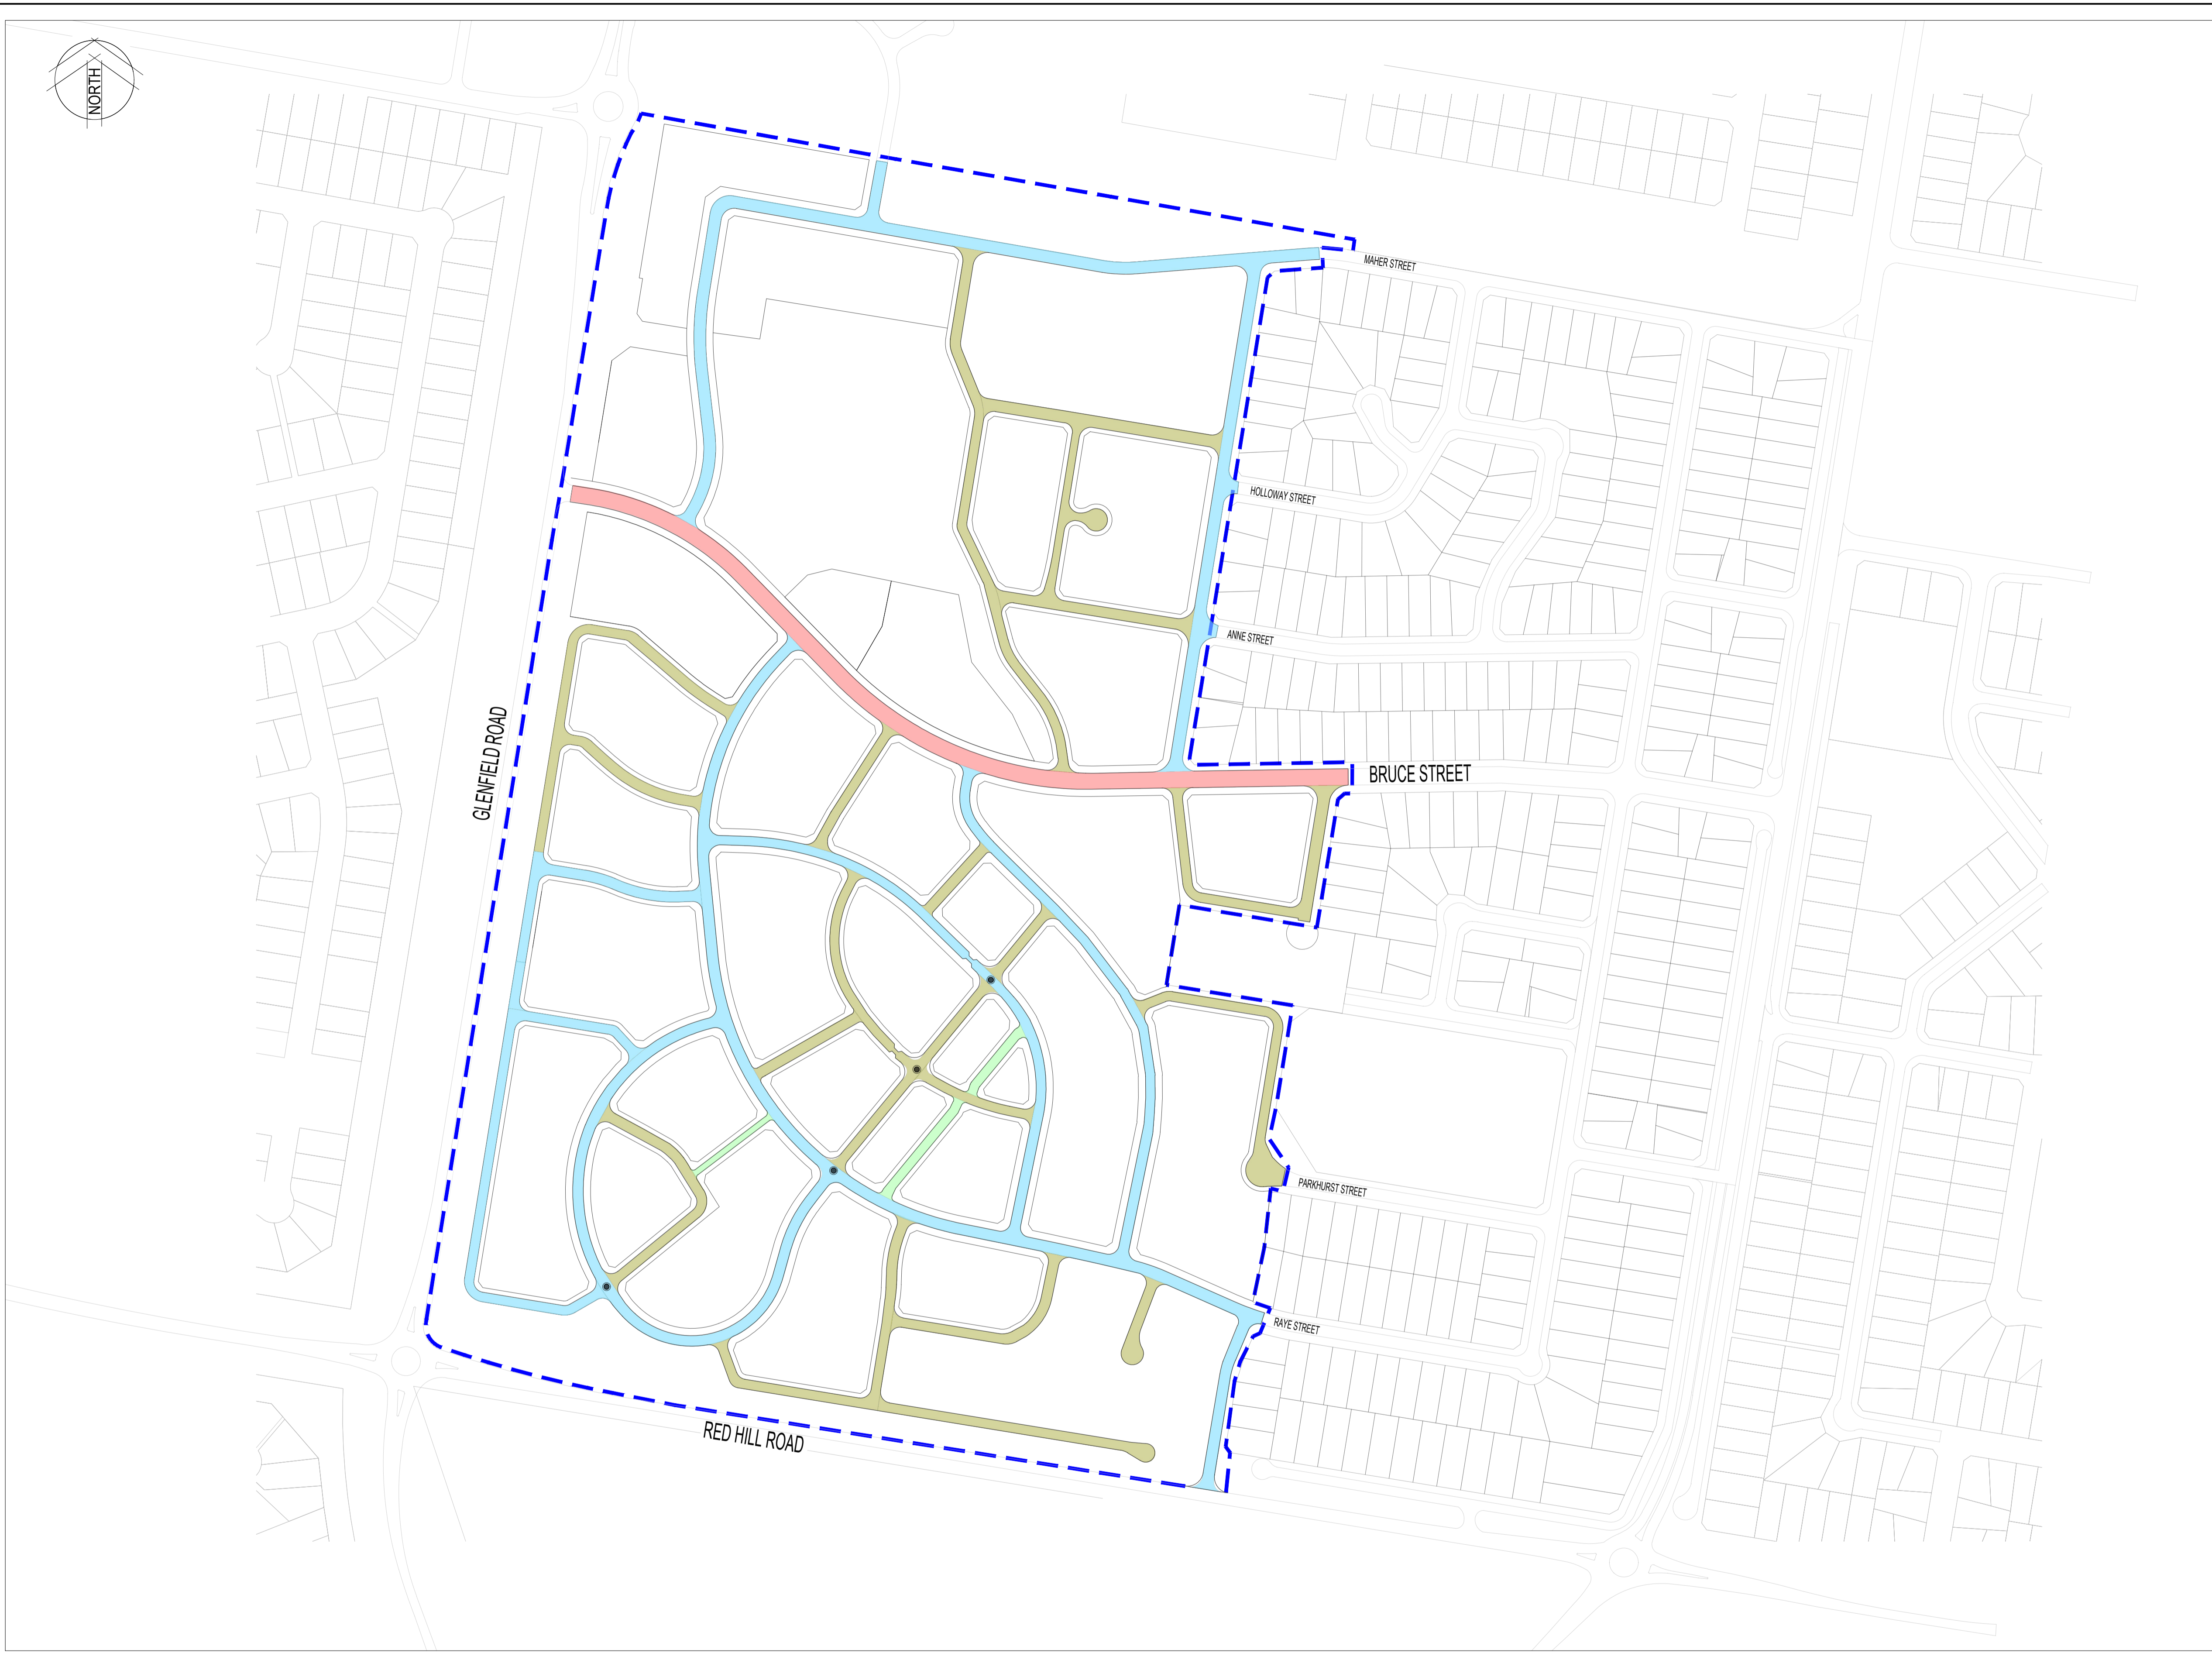 NORTH
MAHER STREET
HOLLOWAY STREET
ANNE STREET
GLENFIELD ROAD
BRUCE STREET
PARKHURST STREET
RAYE STREET
RED HILL ROAD